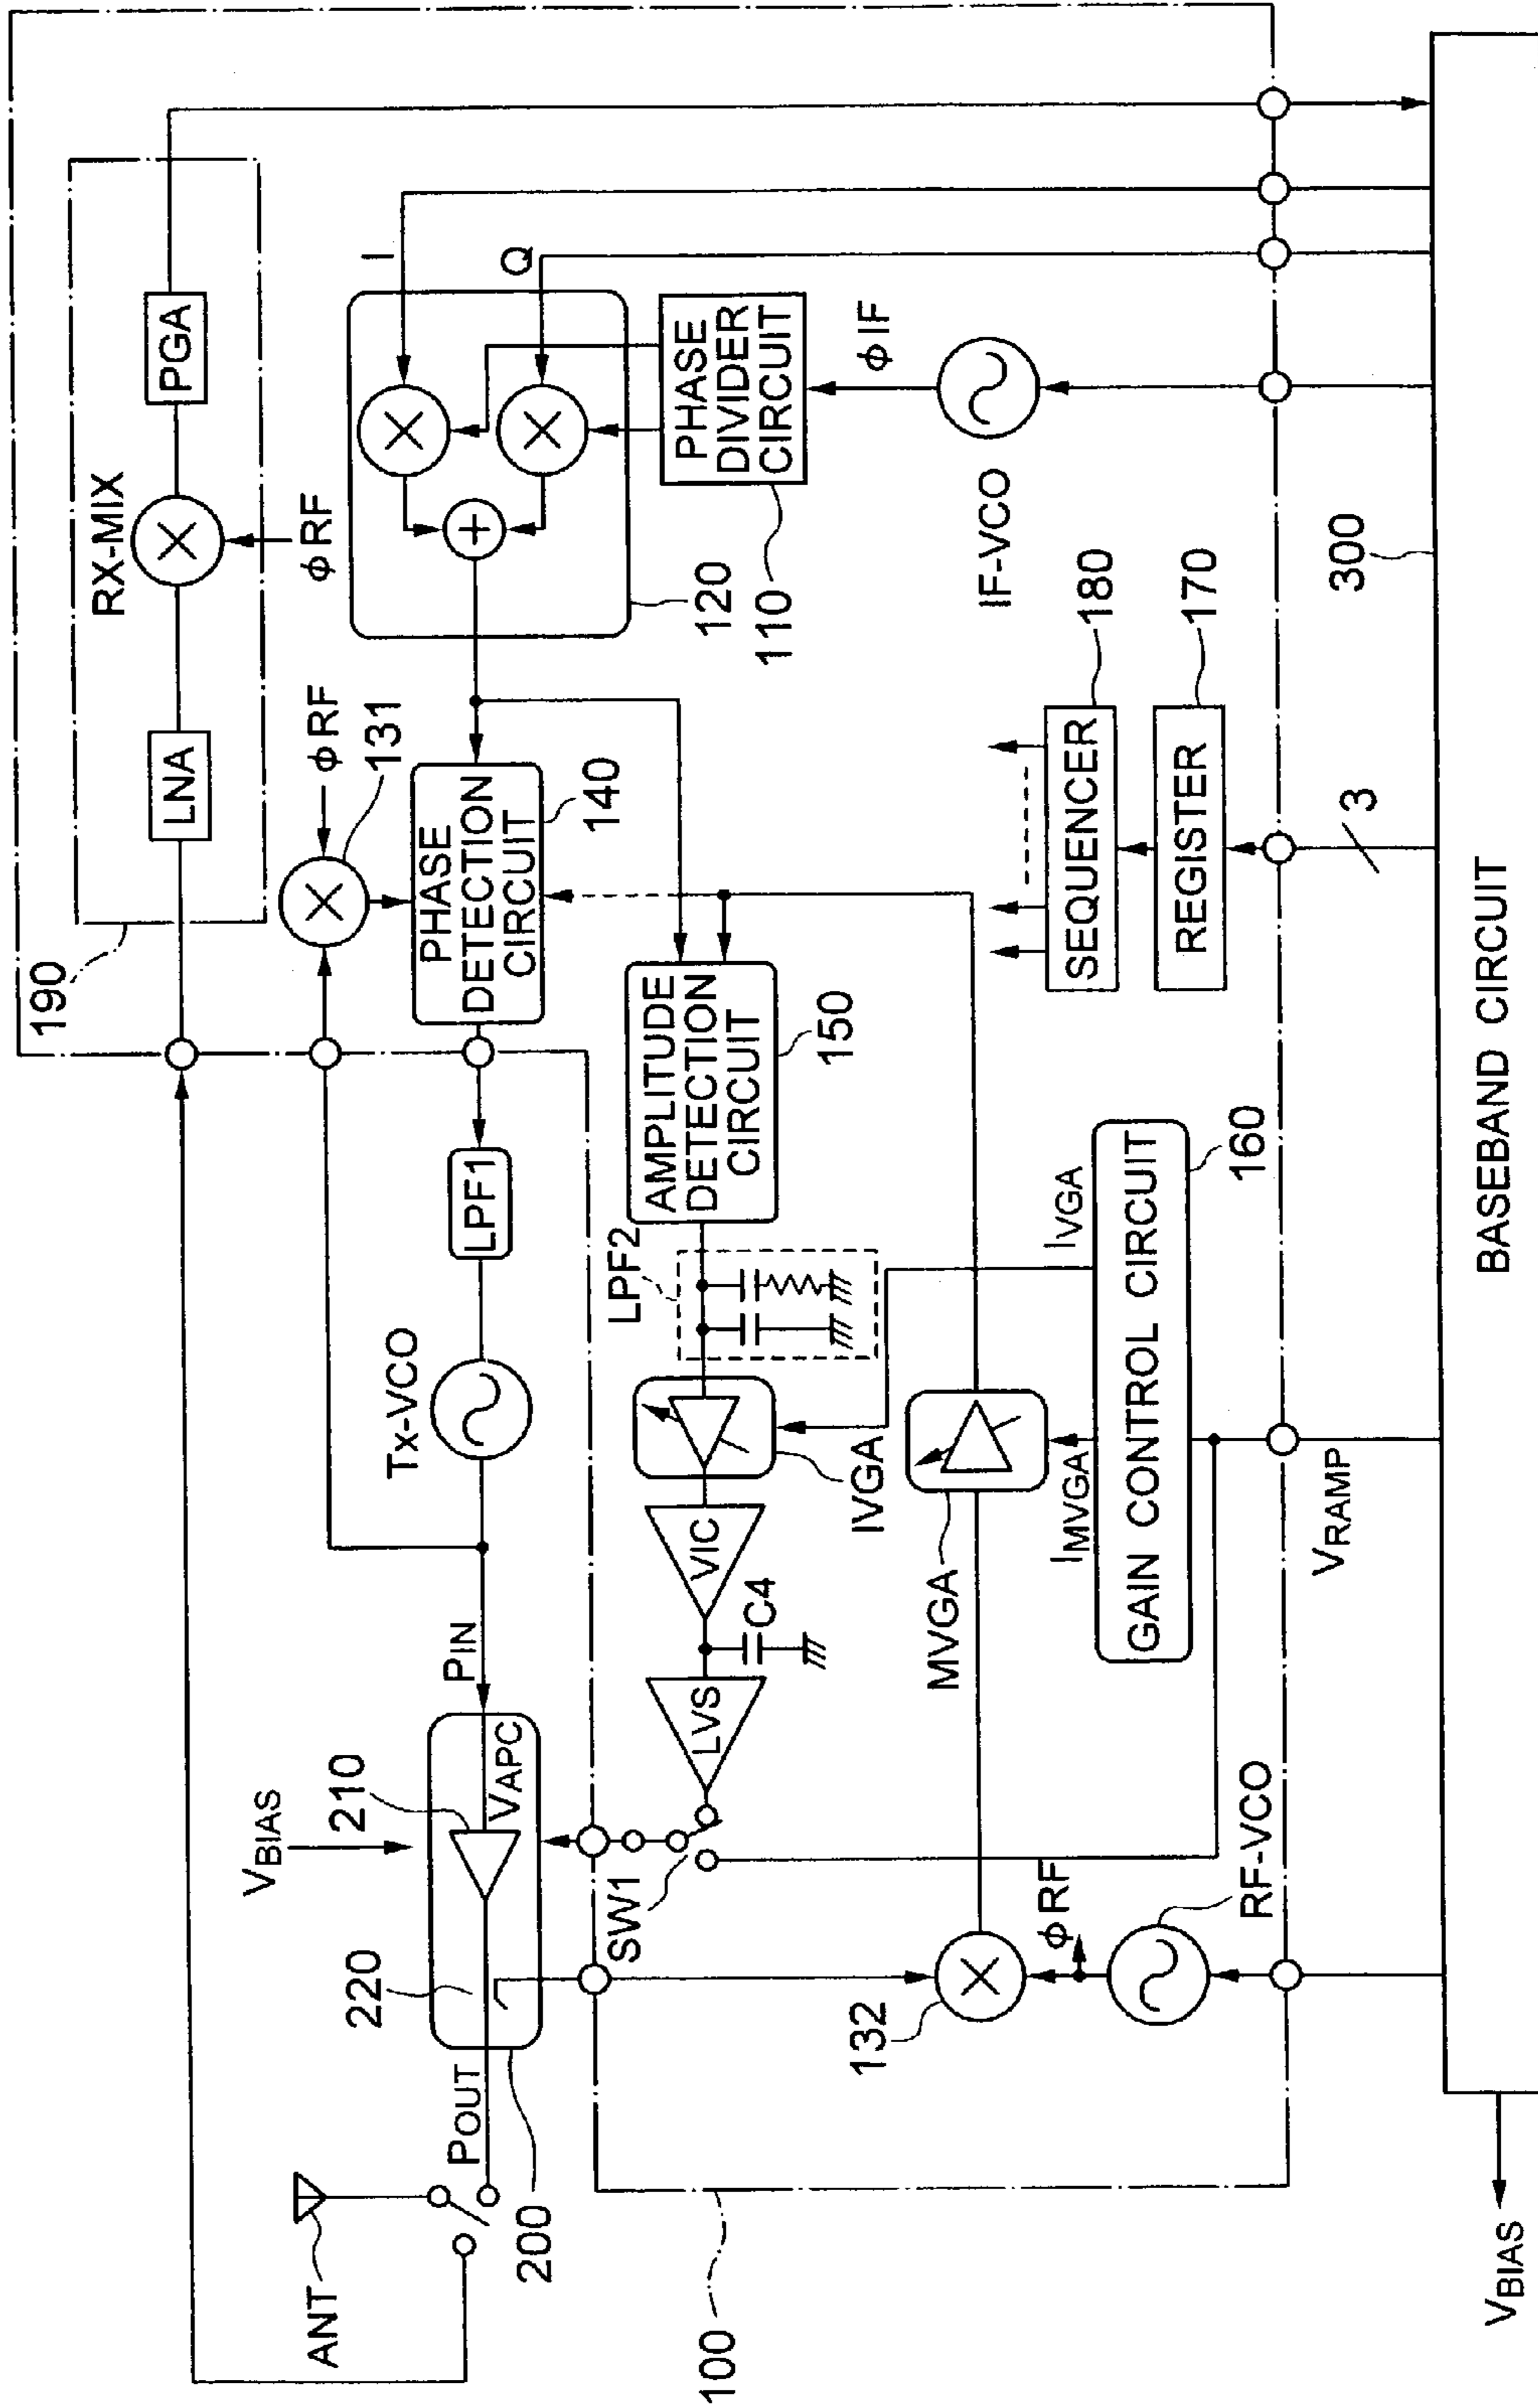 190
RX-MIX
LNA
PGA
ϕRF
ϕRF
131
I
Q
120
PHASE
DIVIDER
CIRCUIT
110
ϕIF
IF-VCO
PHASE
DETECTION
CIRCUIT
140
LPF1
Tx-VCO
PIN
VBIAS
210
VAPC
220
POUT
200
ANT
100
AMPLITUDE
DETECTION
CIRCUIT
150
LPF2
IVGA
VIC
C4
LVS
SW1
MVGA
IMVGA
IVGA
GAIN CONTROL CIRCUIT
160
132
ϕRF
RF-VCO
VRAMP
SEQUENCER
180
REGISTER
170
3
300
BASEBAND CIRCUIT
VBIAS